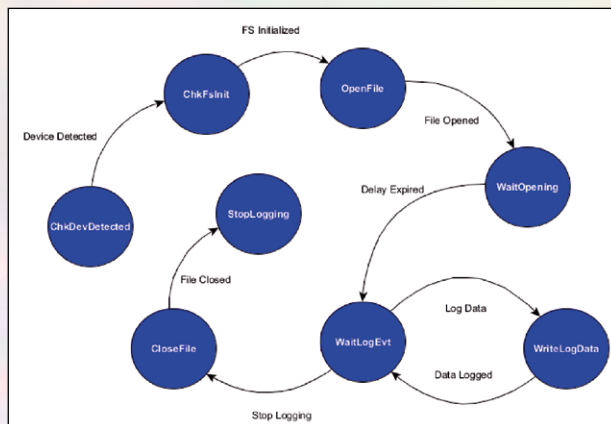 FS Initialized
ChkFsInit
OpenFile
Device Detected
File Opened
Delay Expired
WaitOpening
StopLogging
ChkDevDetected
File Closed
Log Data
CloseFile
WaitLogEvt
WriteLogData
Data Logged
Stop Logging